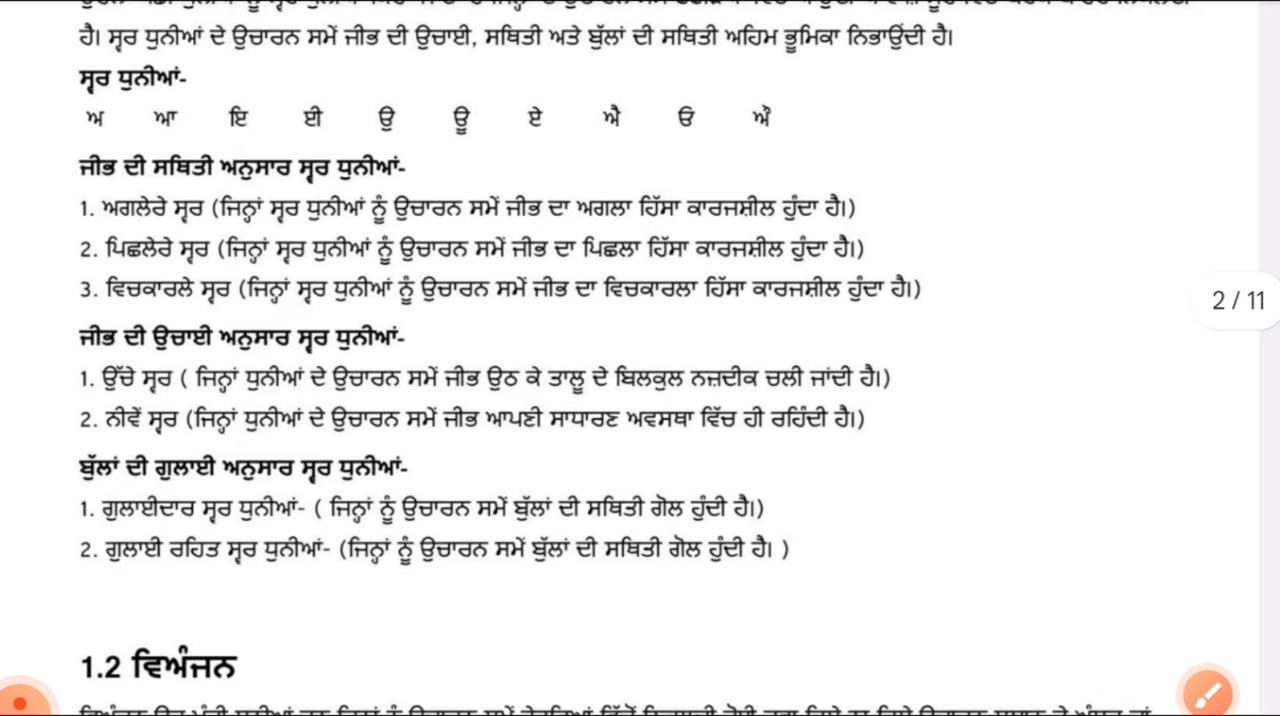 ਹੈ। ਸ੍ਵਰ ਧੁਨੀਆਂ ਦੇ ਉਚਾਰਨ ਸਮੇਂ ਜੀਭ ਦੀ ਉਚਾਈ, ਸਥਿਤੀ ਅਤੇ ਬੁੱਲਾਂ ਦੀ ਸਥਿਤੀ ਅਹਿਮ ਭੂਮਿਕਾ ਨਿਭਾਉਂਦੀ ਹੈ।
ਸ੍ਵਰ ਧੁਨੀਆਂ-
ਅ ਆ ਇ ਈ ਉ ਊ ਏ ਐ ਓ ਔ
ਜੀਭ ਦੀ ਸਥਿਤੀ ਅਨੁਸਾਰ ਸ੍ਵਰ ਧੁਨੀਆਂ-
1. ਅਗਲੇਰੇ ਸ੍ਵਰ (ਜਿਨ੍ਹਾਂ ਸ੍ਵਰ ਧੁਨੀਆਂ ਨੂੰ ਉਚਾਰਨ ਸਮੇਂ ਜੀਭ ਦਾ ਅਗਲਾ ਹਿੱਸਾ ਕਾਰਜਸ਼ੀਲ ਹੁੰਦਾ ਹੈ।)
2. ਪਿਛਲੇਰੇ ਸ੍ਵਰ (ਜਿਨ੍ਹਾਂ ਸ੍ਵਰ ਧੁਨੀਆਂ ਨੂੰ ਉਚਾਰਨ ਸਮੇਂ ਜੀਭ ਦਾ ਪਿਛਲਾ ਹਿੱਸਾ ਕਾਰਜਸ਼ੀਲ ਹੁੰਦਾ ਹੈ।)
3. ਵਿਚਕਾਰਲੇ ਸ੍ਵਰ (ਜਿਨ੍ਹਾਂ ਸ੍ਵਰ ਧੁਨੀਆਂ ਨੂੰ ਉਚਾਰਨ ਸਮੇਂ ਜੀਭ ਦਾ ਵਿਚਕਾਰਲਾ ਹਿੱਸਾ ਕਾਰਜਸ਼ੀਲ ਹੁੰਦਾ ਹੈ।)
2 / 11
ਜੀਭ ਦੀ ਉਚਾਈ ਅਨੁਸਾਰ ਸ੍ਵਰ ਧੁਨੀਆਂ-
1. ਉੱਚੇ ਸ੍ਵਰ ( ਜਿਨ੍ਹਾਂ ਧੁਨੀਆਂ ਦੇ ਉਚਾਰਨ ਸਮੇਂ ਜੀਭ ਉਠ ਕੇ ਤਾਲੂ ਦੇ ਬਿਲਕੁਲ ਨਜ਼ਦੀਕ ਚਲੀ ਜਾਂਦੀ ਹੈ।)
2. ਨੀਵੇਂ ਸ੍ਵਰ (ਜਿਨ੍ਹਾਂ ਧੁਨੀਆਂ ਦੇ ਉਚਾਰਨ ਸਮੇਂ ਜੀਭ ਆਪਣੀ ਸਾਧਾਰਣ ਅਵਸਥਾ ਵਿੱਚ ਹੀ ਰਹਿੰਦੀ ਹੈ।)
ਬੁੱਲਾਂ ਦੀ ਗੁਲਾਈ ਅਨੁਸਾਰ ਸ੍ਵਰ ਧੁਨੀਆਂ-
1. ਗੁਲਾਈਦਾਰ ਸ੍ਵਰ ਧੁਨੀਆਂ- ( ਜਿਨ੍ਹਾਂ ਨੂੰ ਉਚਾਰਨ ਸਮੇਂ ਬੁੱਲਾਂ ਦੀ ਸਥਿਤੀ ਗੋਲ ਹੁੰਦੀ ਹੈ।)
2. ਗੁਲਾਈ ਰਹਿਤ ਸ੍ਵਰ ਧੁਨੀਆਂ- (ਜਿਨ੍ਹਾਂ ਨੂੰ ਉਚਾਰਨ ਸਮੇਂ ਬੁੱਲਾਂ ਦੀ ਸਥਿਤੀ ਗੋਲ ਹੁੰਦੀ ਹੈ। )
1.2 ਵਿਅੰਜਨ